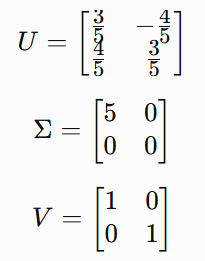 U = [ 3/5 -4/5
4/5 3/5 ]
Σ = [ 5 0
0 0 ]
V = [ 1 0
0 1 ]